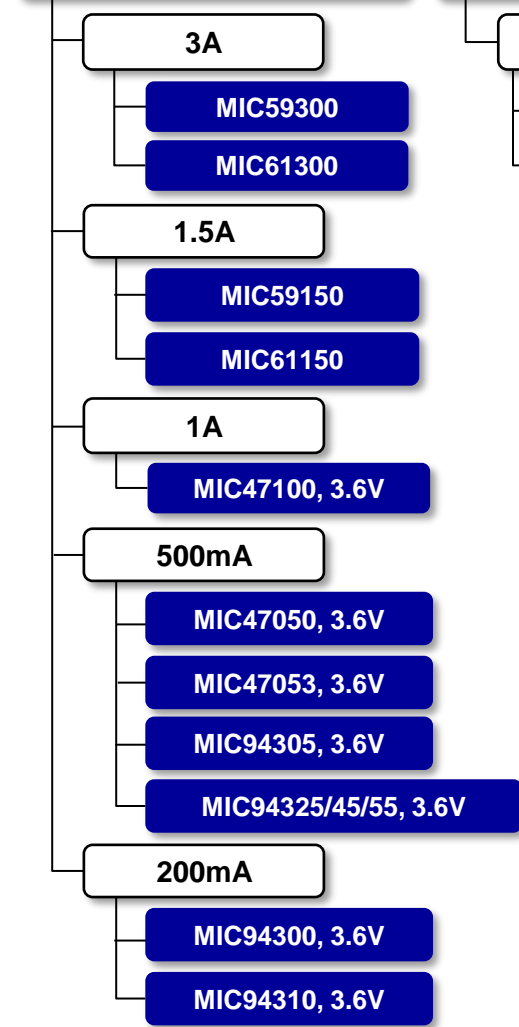 3A
MIC59300
MIC61300
1.5A
MIC59150
MIC61150
1A
MIC47100, 3.6V
500mA
MIC47050, 3.6V
MIC47053, 3.6V
MIC94305, 3.6V
MIC94325/45/55, 3.6V
200mA
MIC94300, 3.6V
MIC94310, 3.6V